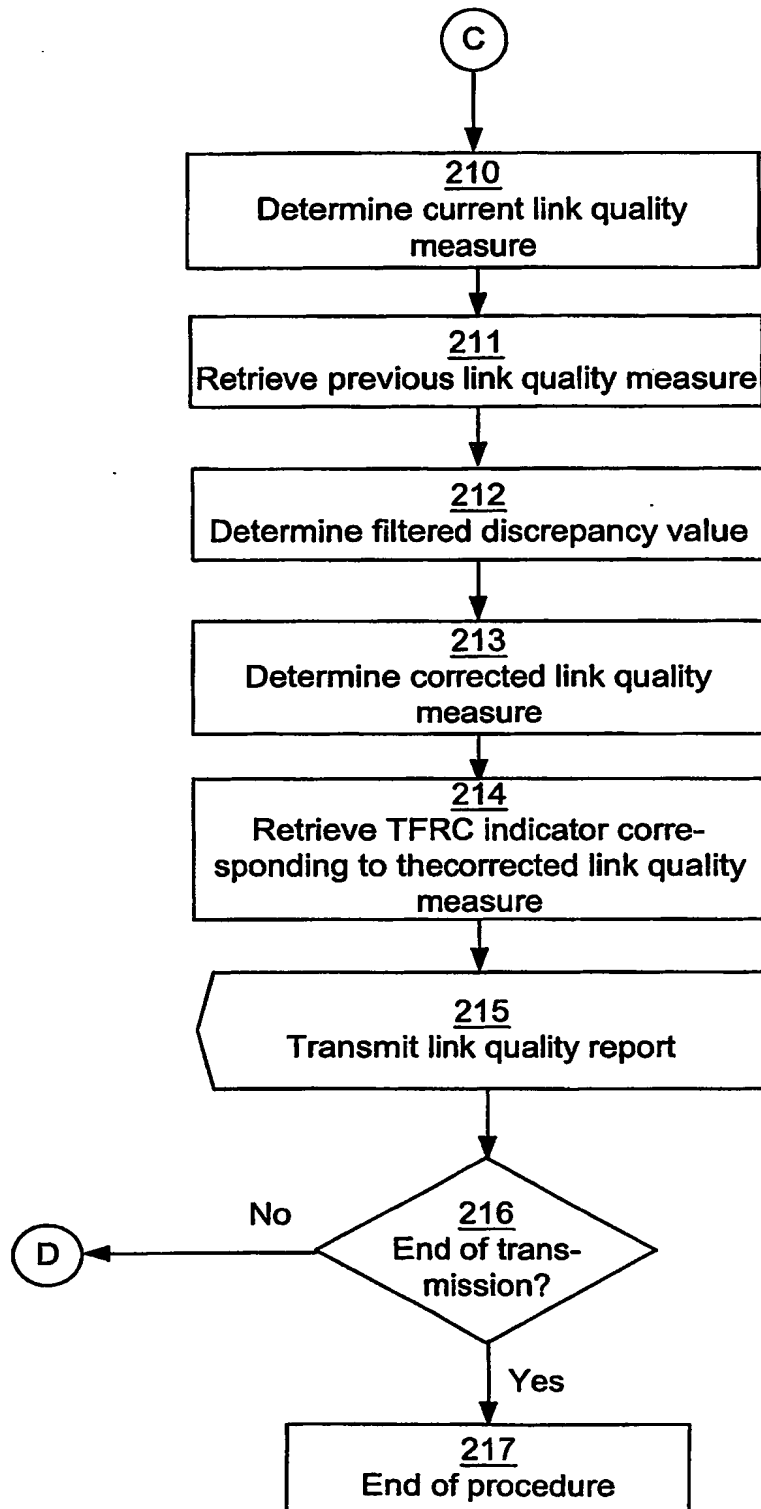 C
210
Determine current link quality
measure
211
Retrieve previous link quality measure
212
Determine filtered discrepancy value
213
Determine corrected link quality
measure
214
Retrieve TFRC indicator corre-
sponding to thecorrected link quality
measure
215
Transmit link quality report
No
D
216
End of trans-
mission?
Yes
217
End of procedure